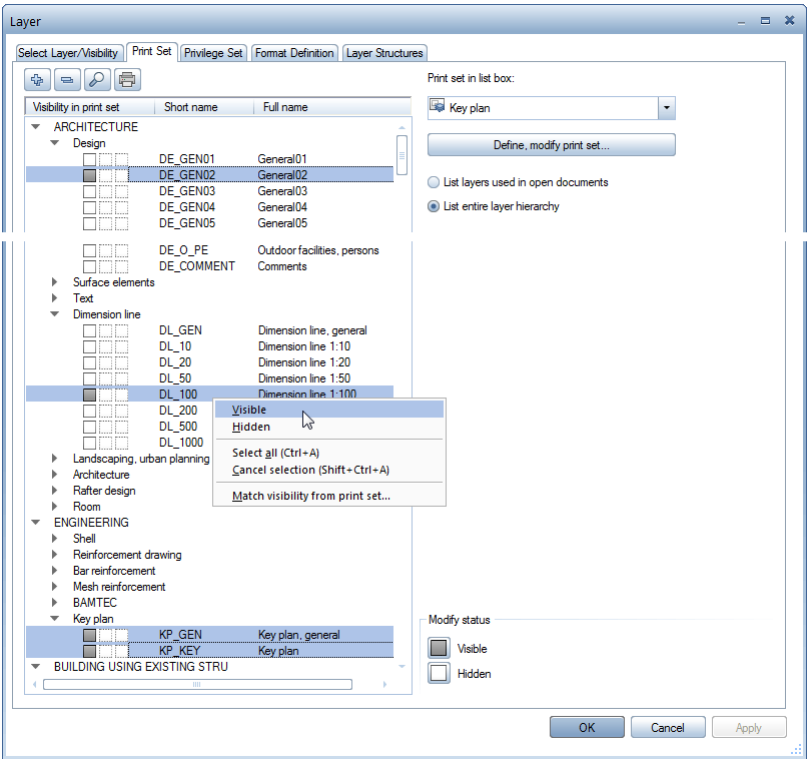 Layer
Select Layer/Visibility Print Set Privilege Set Format Definition Layer Structures
Visibility in print set Short name Full name
ARCHITECTURE
Design
DE_GEN01 General01
DE_GEN02 General02
DE_GEN03 General03
DE_GEN04 General04
DE_GEN05 General05
DE_O_PE Outdoor facilities, persons
DE_COMMENT Comments
Surface elements
Text
Dimension line
DL_GEN Dimension line, general
DL_10 Dimension line 1:10
DL_20 Dimension line 1:20
DL_50 Dimension line 1:50
DL_100 Dimension line 1:100
DL_200
DL_500
DL_1000
Landscaping, urban planning
Architecture
Rafter design
Room
ENGINEERING
Shell
Reinforcement drawing
Bar reinforcement
Mesh reinforcement
BAMTEC
Key plan
KP_GEN Key plan, general
KP_KEY Key plan
BUILDING USING EXISTING STRU
Visible
Hidden
Select all (Ctrl+A)
Cancel selection (Shift+Ctrl+A)
Match visibility from print set...
Print set in list box:
Key plan
Define, modify print set...
List layers used in open documents
List entire layer hierarchy
Modify status
Visible
Hidden
OK Cancel Apply